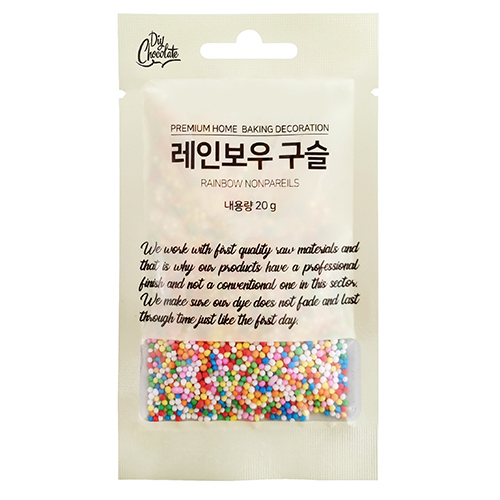 Diy
Chocolate
PREMIUM HOME BAKING DECORATION
레인보우 구슬
RAINBOW NONPAREILS
내용량 20 g
We work with first quality raw materials and
that is why our products have a professional
finish and not a conventional one in this sector.
We make sure our dye does not fade and last
through time just like the first day.